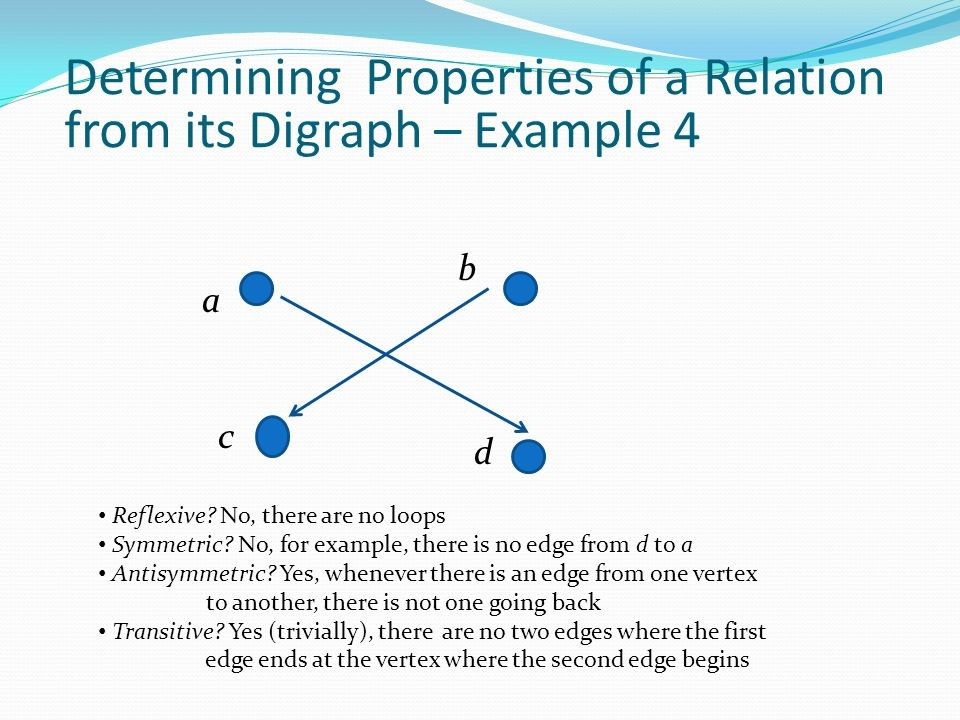 Determining Properties of a Relation
from its Digraph – Example 4
b
a
c
d
• Reflexive? No, there are no loops
• Symmetric? No, for example, there is no edge from d to a
• Antisymmetric? Yes, whenever there is an edge from one vertex
to another, there is not one going back
• Transitive? Yes (trivially), there are no two edges where the first
edge ends at the vertex where the second edge begins